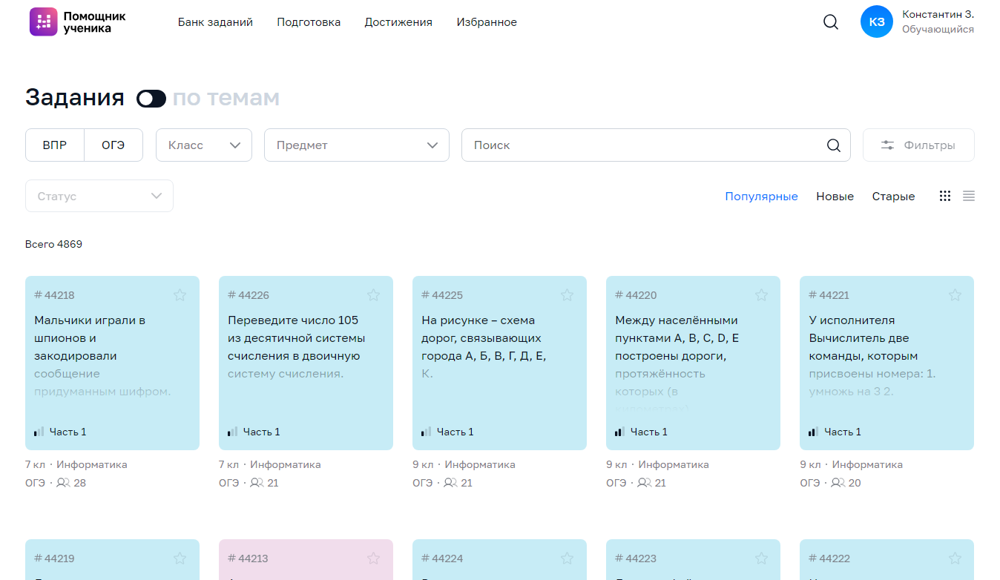 Помощник
ученика
Банк заданий
Подготовка
Достижения
Избранное
КЗ
Константин З.
Обучающийся
Задания по темам
ВПР
ОГЭ
Класс
Предмет
Поиск
Фильтры
Статус
Популярные
Новые
Старые
Всего 4869
# 44218
Мальчики играли в
шпионов и
закодировали
сообщение
придуманным шифром.
Часть 1
7 кл · Информатика
ОГЭ · 28
# 44226
Переведите число 105
из десятичной системы
счисления в двоичную
систему счисления.
Часть 1
7 кл · Информатика
ОГЭ · 21
# 44225
На рисунке – схема
дорог, связывающих
города А, Б, В, Г, Д, Е,
К.
Часть 1
9 кл · Информатика
ОГЭ · 21
# 44220
Между населёнными
пунктами А, В, С, D, Е
построены дороги,
протяжённость
которых (в
Часть 1
9 кл · Информатика
ОГЭ · 21
# 44221
У исполнителя
Вычислитель две
команды, которым
присвоены номера: 1.
умножь на 3 2.
Часть 1
9 кл · Информатика
ОГЭ · 20
# 44219
# 44213
# 44224
# 44223
# 44222